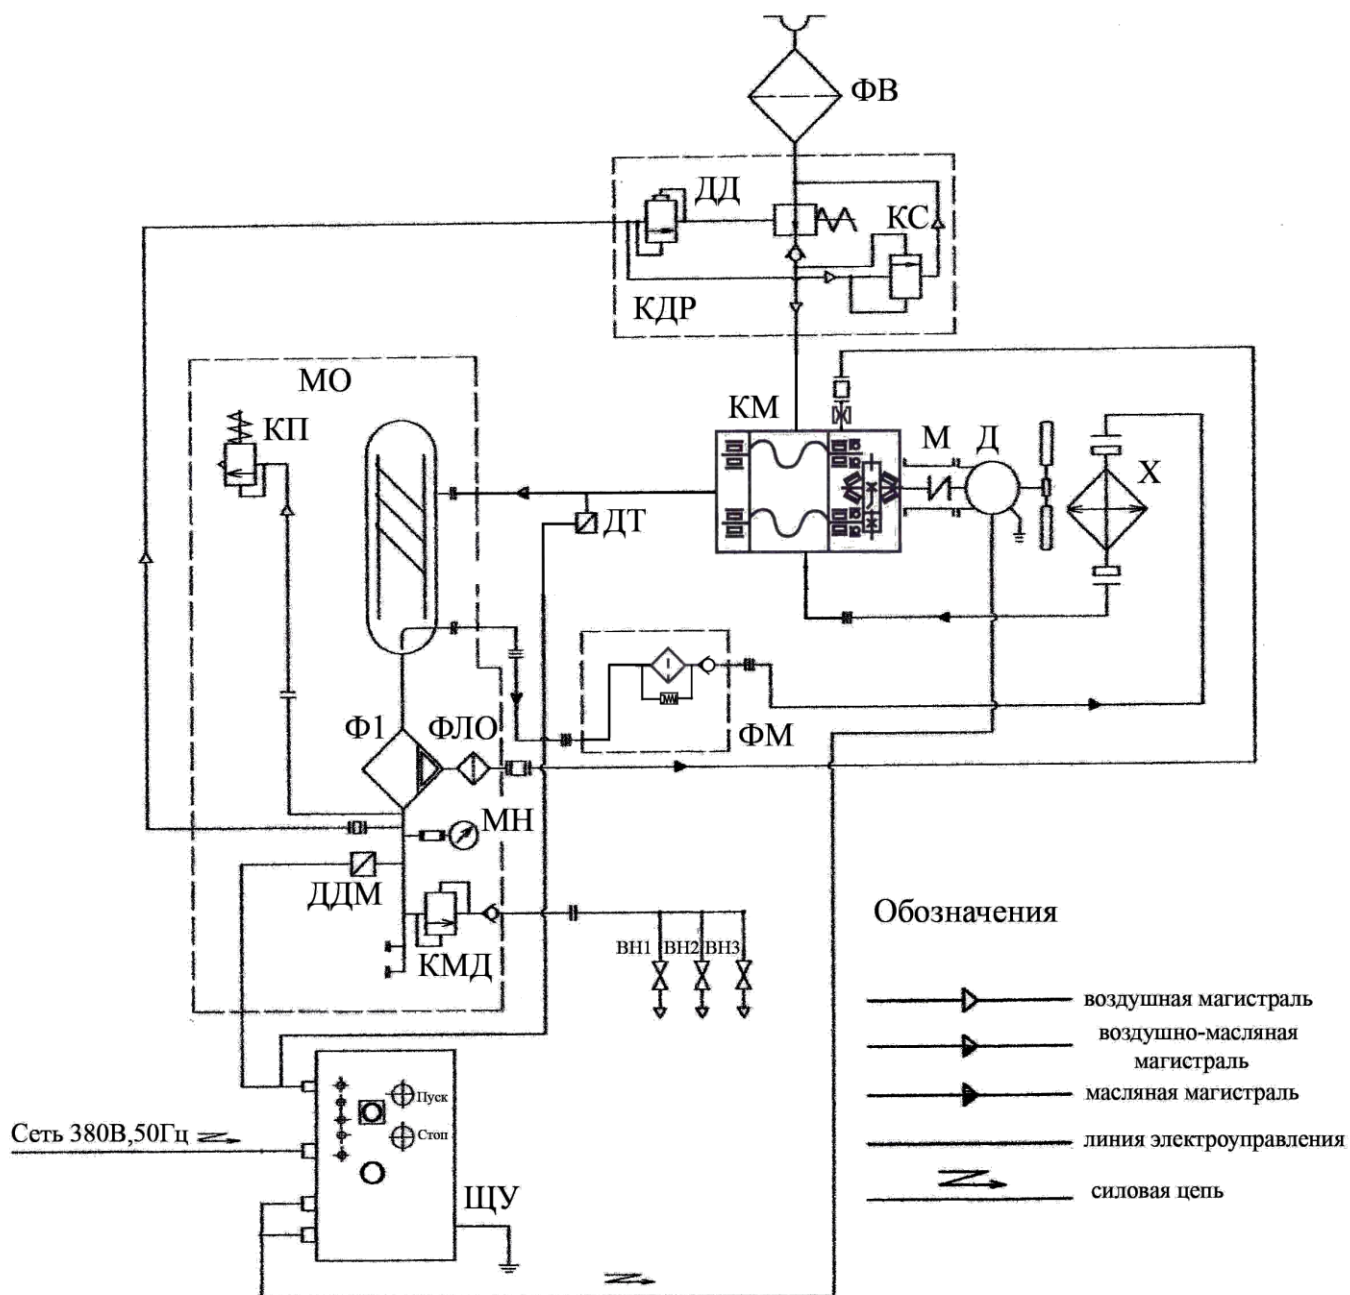 ФВ
ДД
КС
КДР
МО
КП
КМ
М
Д
Х
ДТ
Ф1
ФЛО
ФМ
МН
ДДМ
КМД
ВН1
ВН2
ВН3
Обозначения
воздушная магистраль
воздушно-масляная
магистраль
масляная магистраль
линия электроуправления
силовая цепь
Пуск
Стоп
Сеть 380В,50Гц
ЩУ